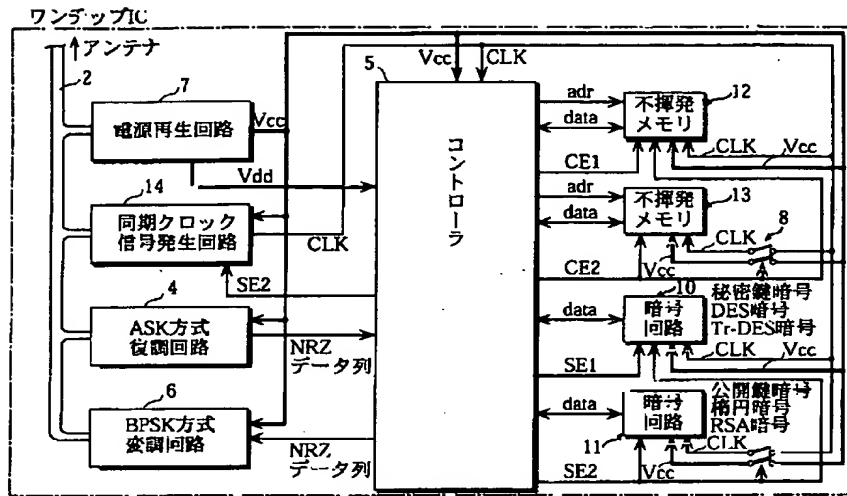 ワンチップIC
アンテナ
2
7
電源再生回路
Vcc
Vdd
14
同期クロック
信号発生回路
CLK
SE2
4
ASK方式
復調回路
NRZ
データ列
6
BPSK方式
変調回路
NRZ
データ列
5
Vcc
CLK
コントローラ
adr
data
不揮発
メモリ
12
CLK
Vcc
CE1
adr
data
不揮発
メモリ
13
8
CLK
Vcc
CE2
10
data
暗号
回路
秘密鍵暗号
DES暗号
Tr-DES暗号
CLK
Vcc
SE1
data
暗号
回路
11
公開鍵暗号
楕円暗号
RSA暗号
CLK
Vcc
SE2